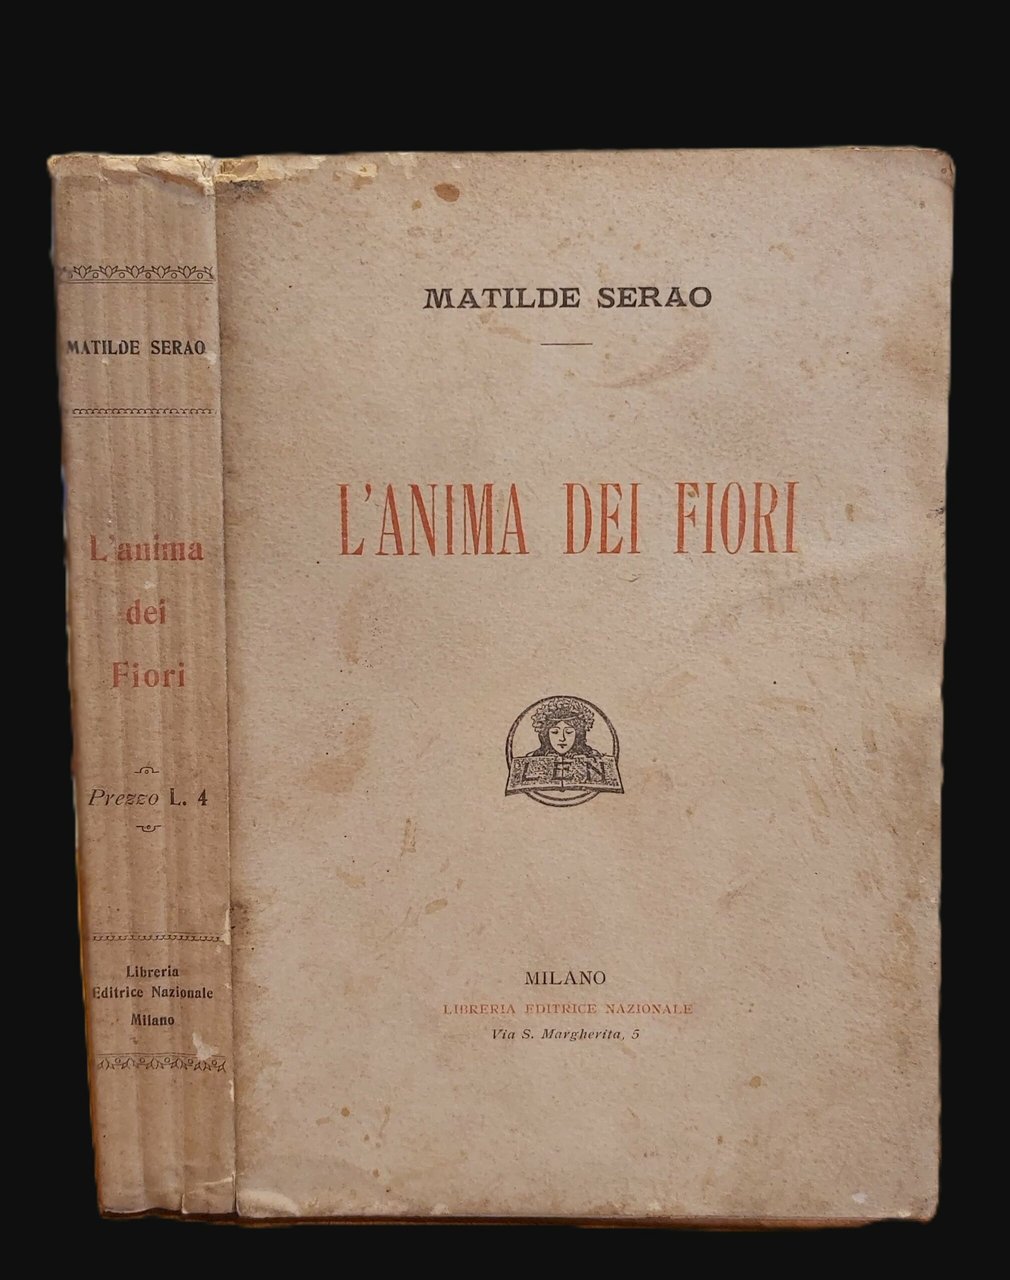 MATILDE SERAO
L'anima
dei
Fiori
Prezzo L. 4
Libreria
Editrice Nazionale
Milano
MATILDE SERAO
L'ANIMA DEI FIORI
LEN
MILANO
LIBRERIA EDITRICE NAZIONALE
Via S. Margherita, 5